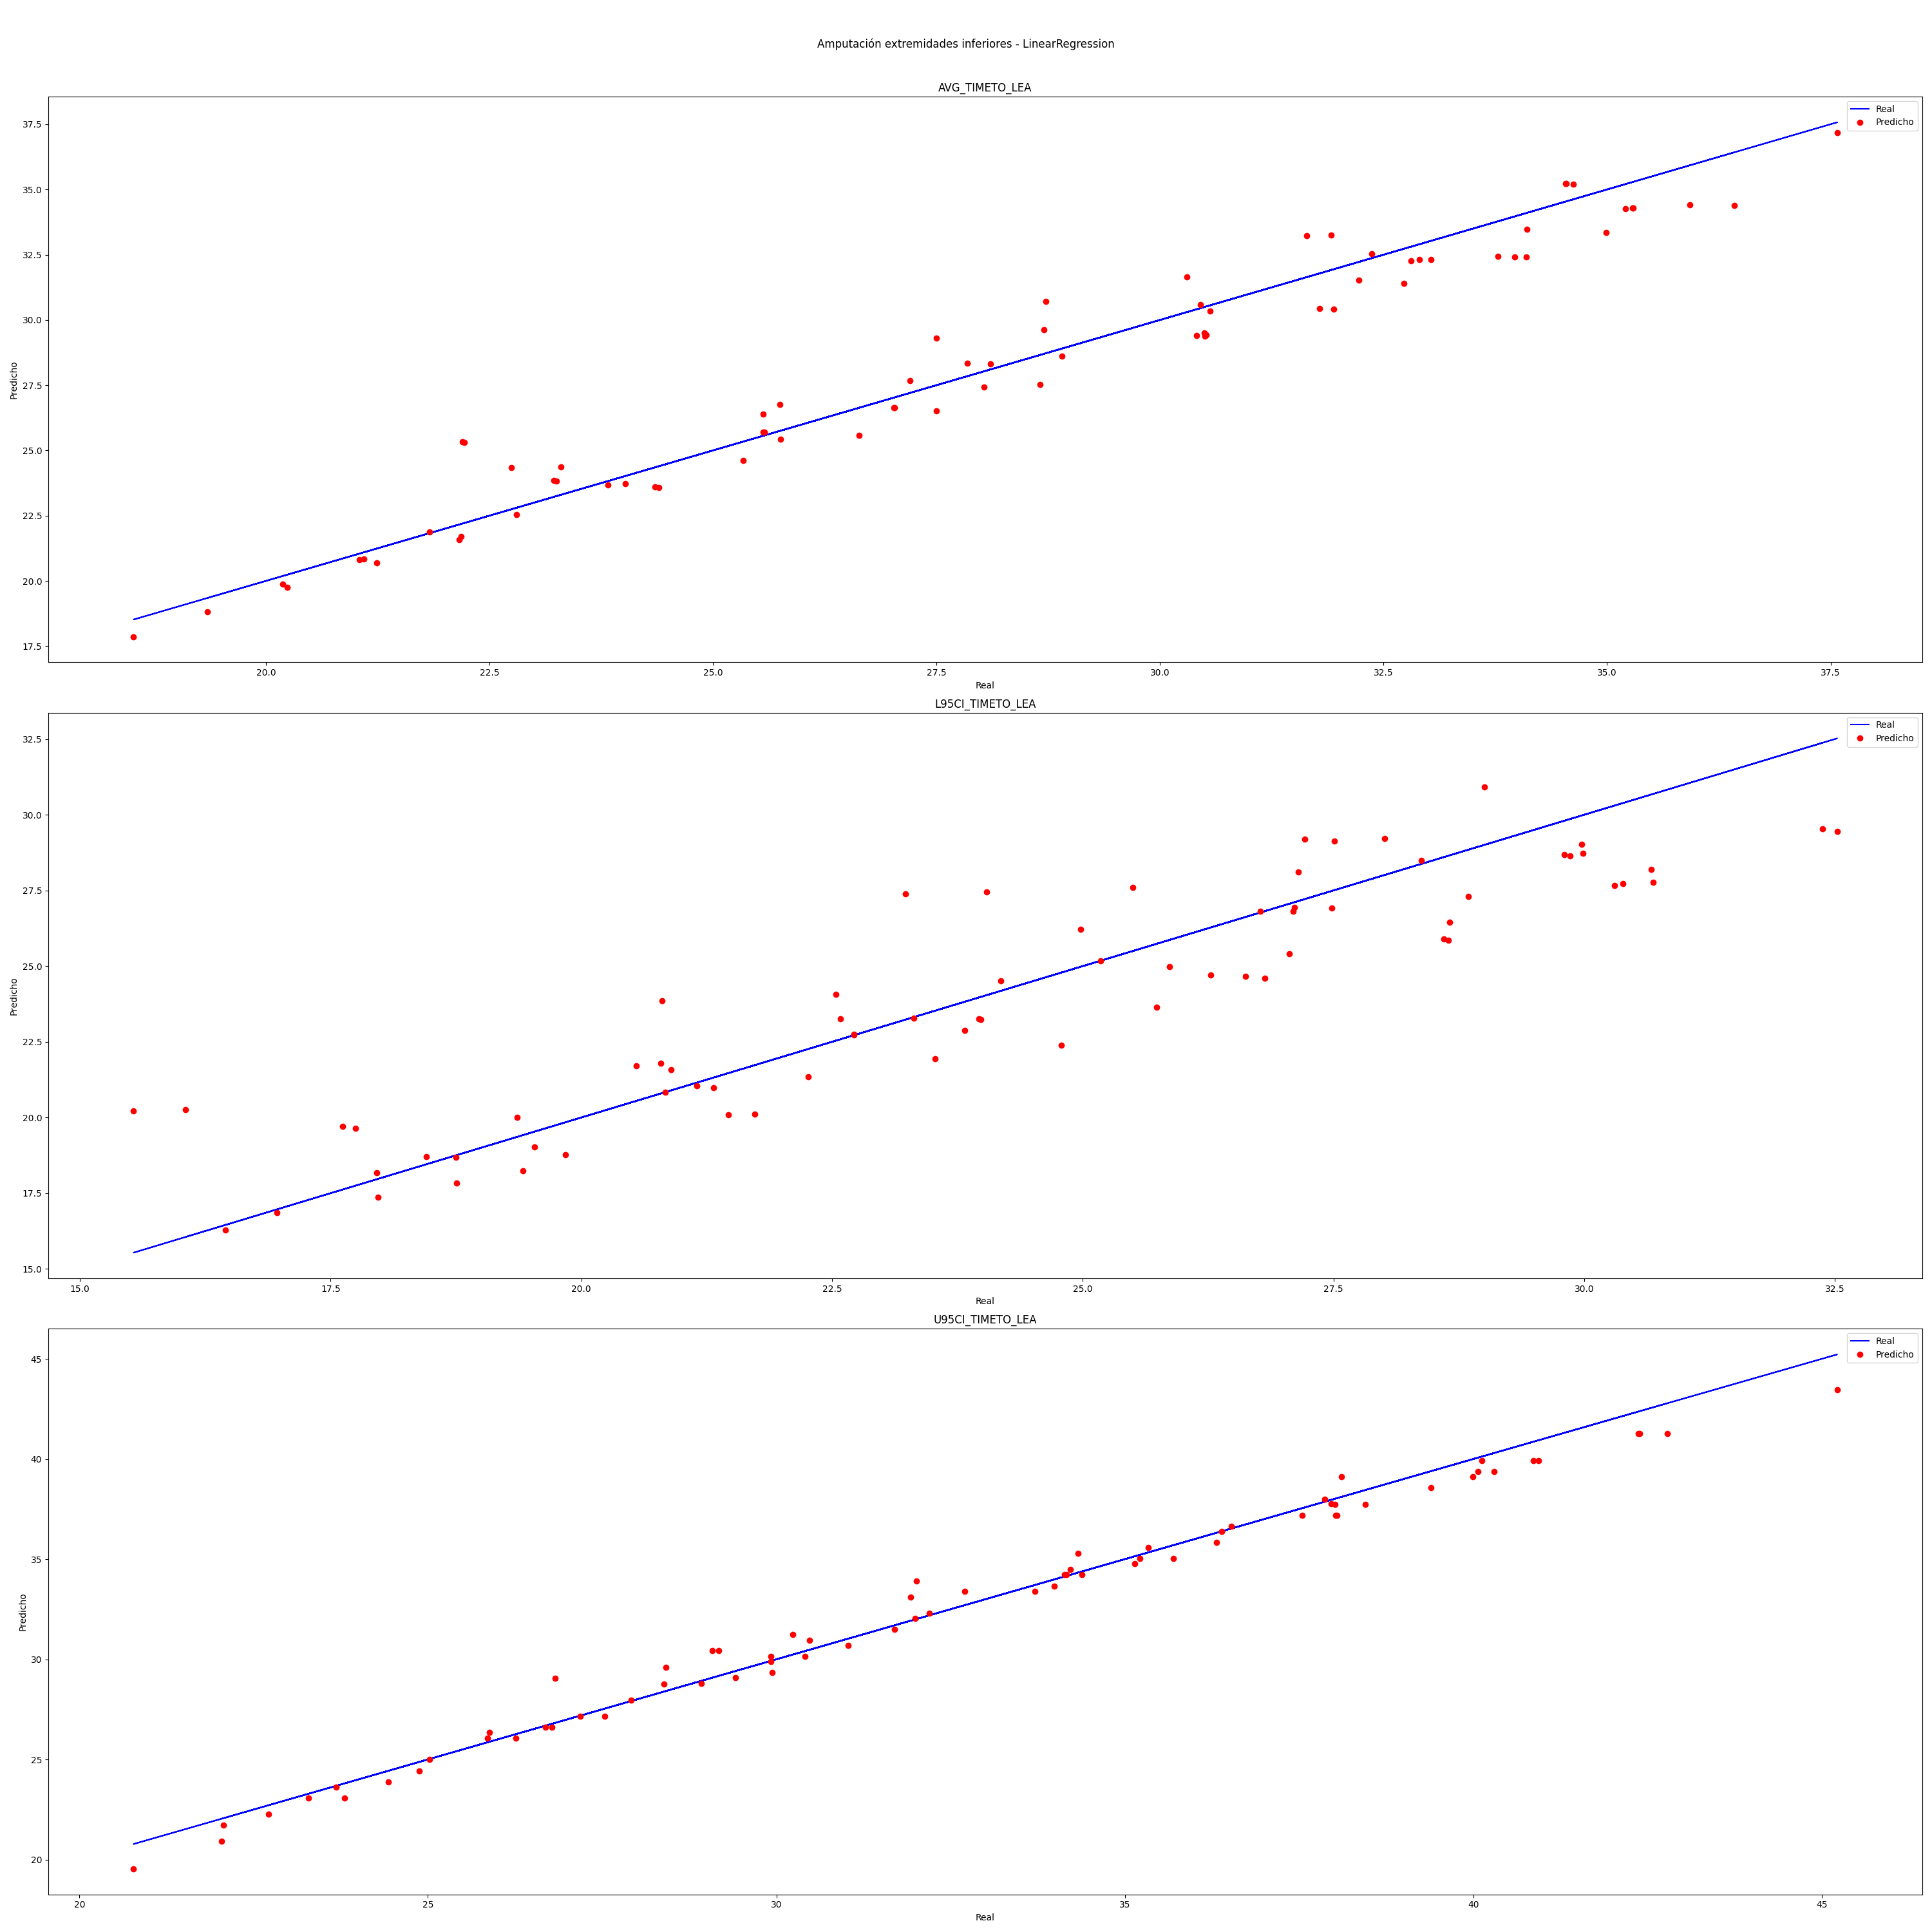 Amputación extremidades inferiores - LinearRegression
AVG_TIMETO_LEA
Real
Predicho
37.5
35.0
32.5
30.0
27.5
25.0
22.5
20.0
17.5
Predicho
20.0 22.5 25.0 27.5 30.0 32.5 35.0 37.5
Real
L95CI_TIMETO_LEA
Real
Predicho
32.5
30.0
27.5
25.0
22.5
20.0
17.5
15.0
Predicho
15.0 17.5 20.0 22.5 25.0 27.5 30.0 32.5
Real
U95CI_TIMETO_LEA
Real
Predicho
45
40
35
30
25
20
Predicho
20 25 30 35 40 45
Real